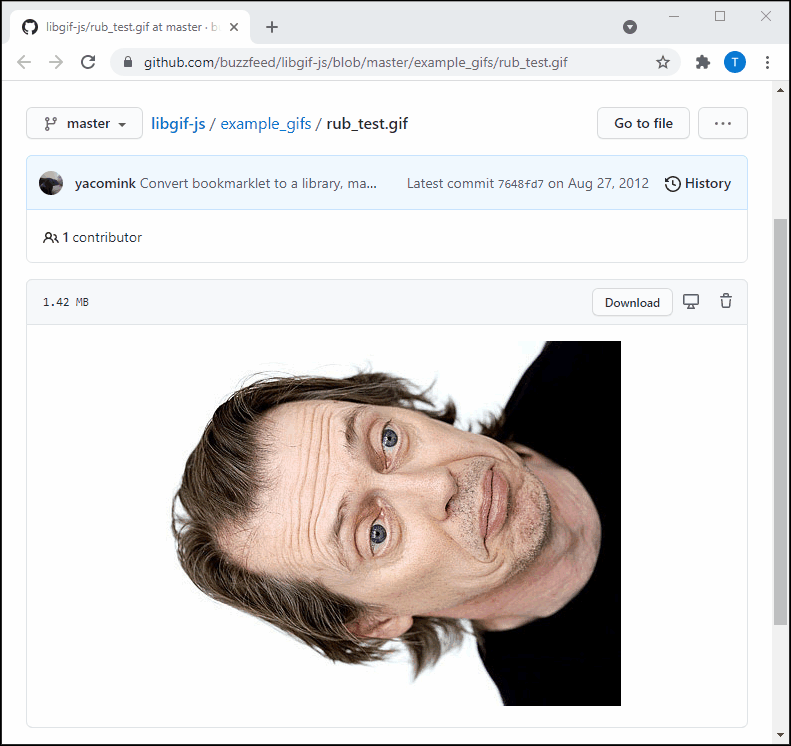 libgif-js/rub_test.gif at master · b
github.com/buzzfeed/libgif-js/blob/master/example_gifs/rub_test.gif
T
master
libgif-js / example_gifs / rub_test.gif
Go to file
yacomink Convert bookmarklet to a library, ma...
Latest commit 7648fd7 on Aug 27, 2012
History
1 contributor
1.42 MB
Download